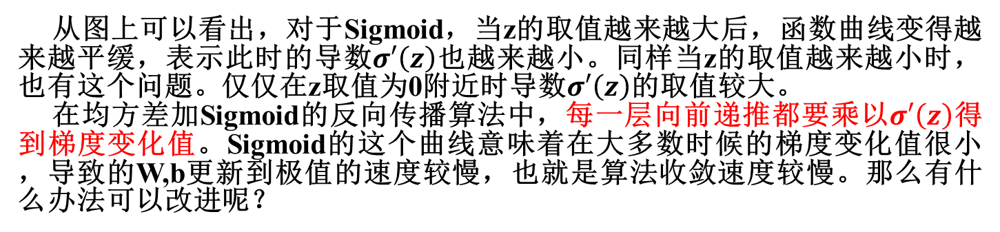 从图上可以看出，对于Sigmoid，当z的取值越来越大后，函数曲线变得越
来越平缓，表示此时的导数σ′(z)也越来越小。同样当z的取值越来越小时，
也有这个问题。仅仅在z取值为0附近时导数σ′(z)的取值较大。
在均方差加Sigmoid的反向传播算法中，每一层向前递推都要乘以σ′(z)得
到梯度变化值。Sigmoid的这个曲线意味着在大多数时候的梯度变化值很小
，导致的W,b更新到极值的速度较慢，也就是算法收敛速度较慢。那么有什
么办法可以改进呢？